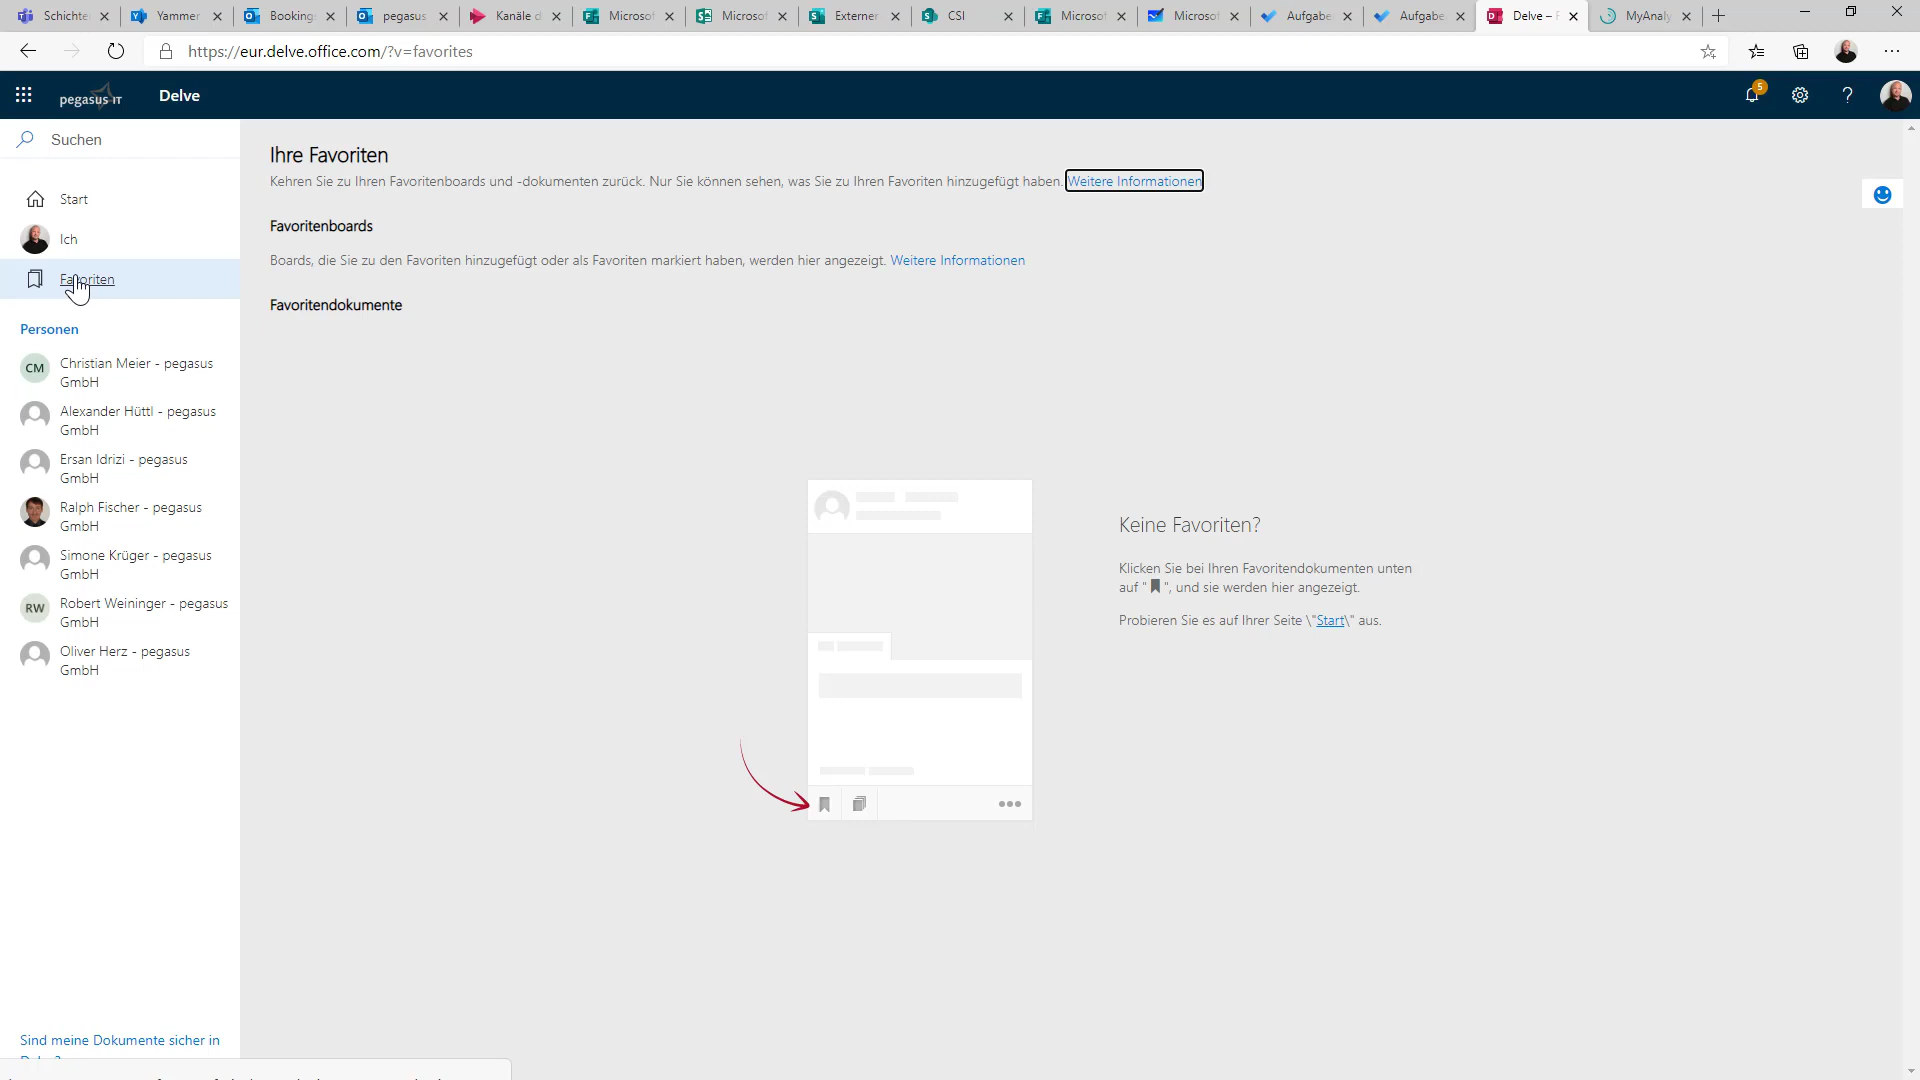 Schichte
Yammer
Booking
pegasus
Kanäle d
Microsof
Microsof
Externer
CSI
Microsof
Microsof
Aufgabe
Aufgabe
Delve – F
MyAnaly
https://eur.delve.office.com/?v=favorites
pegasus IT
Delve
5
Suchen
Start
Ich
Favoriten
Personen
CM
Christian Meier - pegasus
GmbH
Alexander Hüttl - pegasus
GmbH
Ersan Idrizi - pegasus
GmbH
Ralph Fischer - pegasus
GmbH
Simone Krüger - pegasus
GmbH
RW
Robert Weininger - pegasus
GmbH
Oliver Herz - pegasus
GmbH
Sind meine Dokumente sicher in
Ihre Favoriten
Kehren Sie zu Ihren Favoritenboards und -dokumenten zurück. Nur Sie können sehen, was Sie zu Ihren Favoriten hinzugefügt haben. Weitere Informationen
Favoritenboards
Boards, die Sie zu den Favoriten hinzugefügt oder als Favoriten markiert haben, werden hier angezeigt. Weitere Informationen
Favoritendokumente
Keine Favoriten?
Klicken Sie bei Ihren Favoritendokumenten unten
auf " ", und sie werden hier angezeigt.
Probieren Sie es auf Ihrer Seite \"Start\" aus.